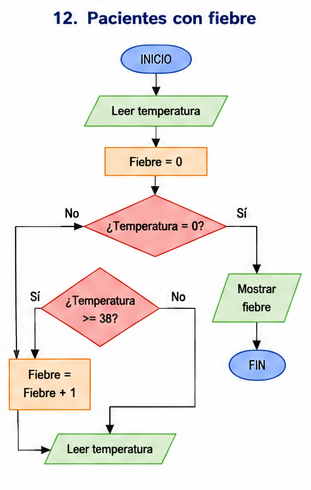 12. Pacientes con fiebre
INICIO
Leer temperatura
Fiebre = 0
¿Temperatura = 0?
No
Sí
¿Temperatura
>= 38?
Sí
No
Mostrar
fiebre
Fiebre =
Fiebre + 1
FIN
Leer temperatura